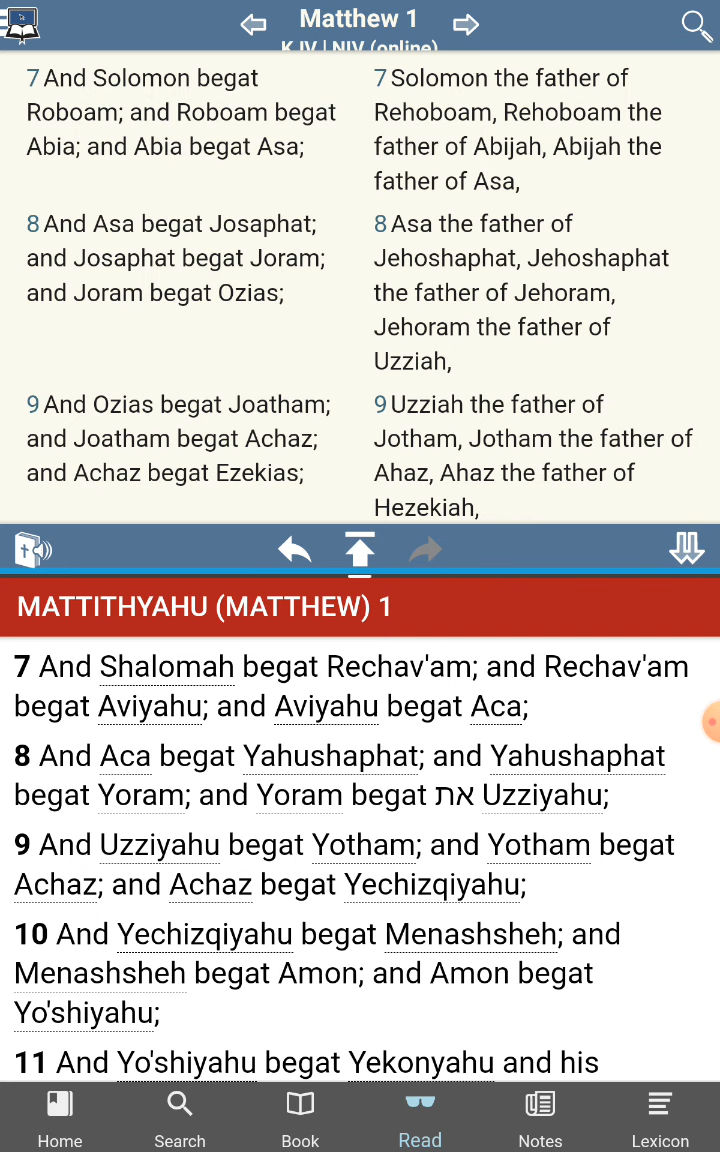 Matthew 1
KJV | NIV (online)
7 And Solomon begat
Roboam; and Roboam begat
Abia; and Abia begat Asa;
8 And Asa begat Josaphat;
and Josaphat begat Joram;
and Joram begat Ozias;
9 And Ozias begat Joatham;
and Joatham begat Achaz;
and Achaz begat Ezekias;
7 Solomon the father of
Rehoboam, Rehoboam the
father of Abijah, Abijah the
father of Asa,
8 Asa the father of
Jehoshaphat, Jehoshaphat
the father of Jehoram,
Jehoram the father of
Uzziah,
9 Uzziah the father of
Jotham, Jotham the father of
Ahaz, Ahaz the father of
Hezekiah,
MATTITHYAHU (MATTHEW) 1
7 And Shalomah begat Rechav'am; and Rechav'am
begat Aviyahu; and Aviyahu begat Aca;
8 And Aca begat Yahushaphat; and Yahushaphat
begat Yoram; and Yoram begat את Uzziyahu;
9 And Uzziyahu begat Yotham; and Yotham begat
Achaz; and Achaz begat Yechizqiyahu;
10 And Yechizqiyahu begat Menashsheh; and
Menashsheh begat Amon; and Amon begat
Yo'shiyahu;
11 And Yo'shiyahu begat Yekonyahu and his
Home Search Book Read Notes Lexicon